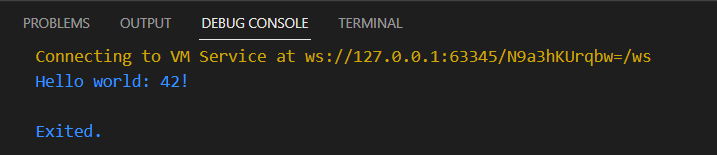 PROBLEMS OUTPUT DEBUG CONSOLE TERMINAL
Connecting to VM Service at ws://127.0.0.1:63345/N9a3hKUrqbw=/ws
Hello world: 42!
Exited.